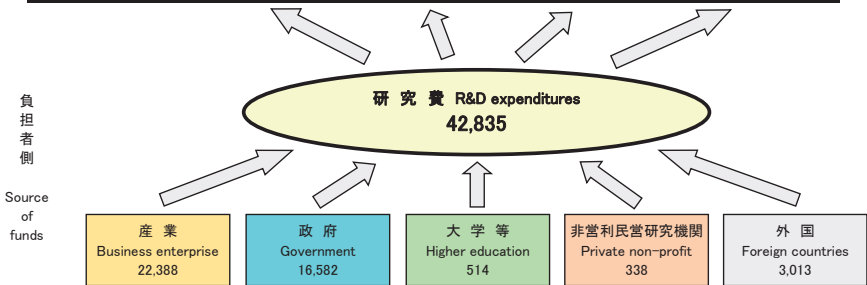 研 究 費 R&D expenditures
42,835
負
担
者
側
Source
of
funds
産 業
Business enterprise
22,388
政 府
Government
16,582
大 学 等
Higher education
514
非営利民営研究機関
Private non-profit
338
外 国
Foreign countries
3,013